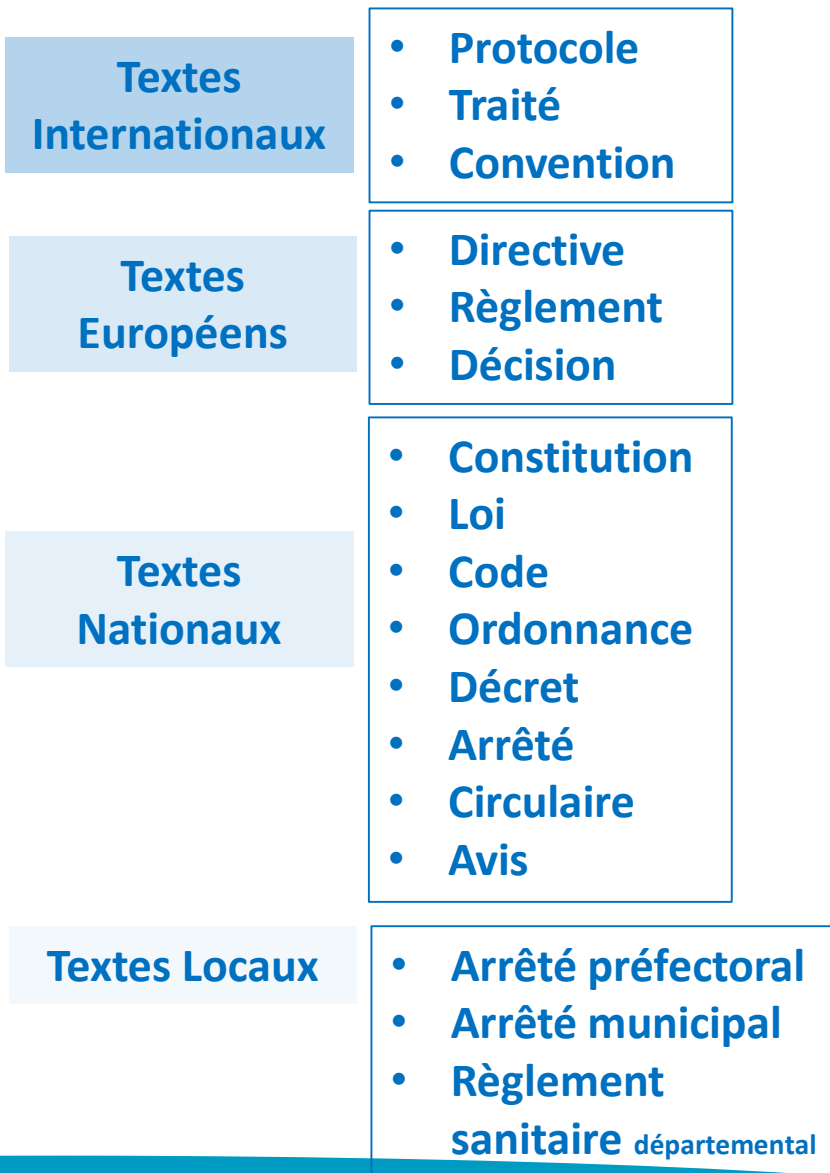 Textes
Internationaux
• Protocole
• Traité
• Convention
Textes
Européens
• Directive
• Règlement
• Décision
Textes
Nationaux
• Constitution
• Loi
• Code
• Ordonnance
• Décret
• Arrêté
• Circulaire
• Avis
Textes Locaux
• Arrêté préfectoral
• Arrêté municipal
• Règlement
sanitaire départemental